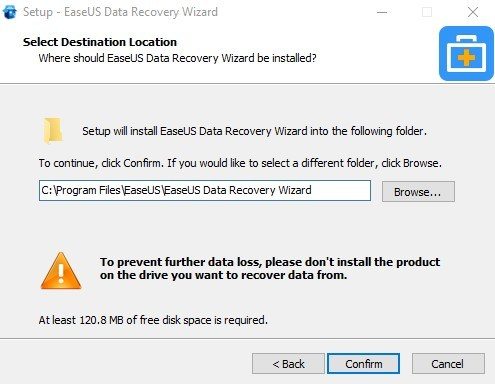 Setup - EaseUS Data Recovery Wizard
Select Destination Location
Where should EaseUS Data Recovery Wizard be installed?
Setup will install EaseUS Data Recovery Wizard into the following folder.
To continue, click Confirm. If you would like to select a different folder, click Browse.
C:\Program Files\EaseUS\EaseUS Data Recovery Wizard
Browse...
To prevent further data loss, please don't install the product
on the drive you want to recover data from.
At least 120.8 MB of free disk space is required.
< Back
Confirm
Cancel